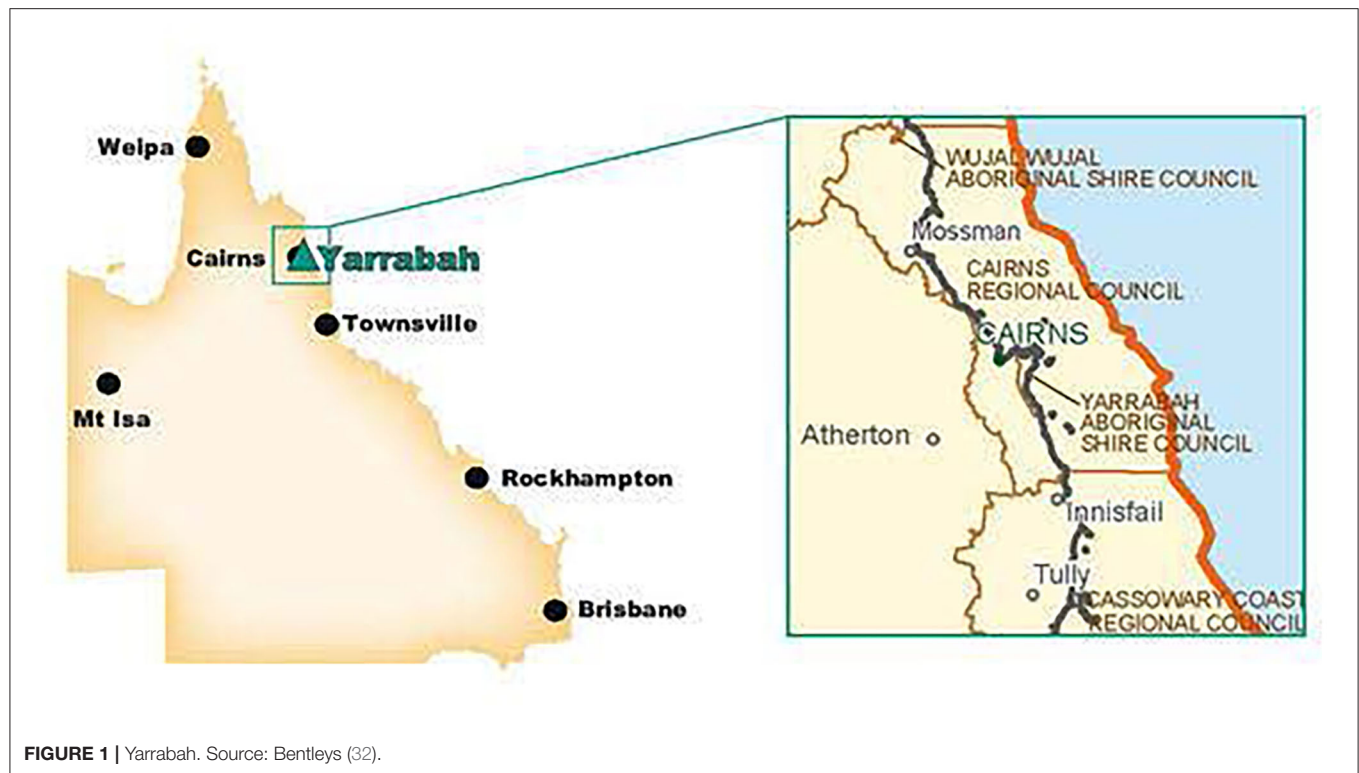 Weipa
Cairns
Yarrabah
Townsville
Mt Isa
Rockhampton
Brisbane
WUJAL WUJAL
ABORIGINAL SHIRE COUNCIL
Mossman
CAIRNS
REGIONAL COUNCIL
CAIRNS
YARRABAH
ABORIGINAL
SHIRE COUNCIL
Atherton
Innisfail
Tully
CASSOWARY COAST
REGIONAL COUNCIL
FIGURE 1 | Yarrabah. Source: Bentleys (32).